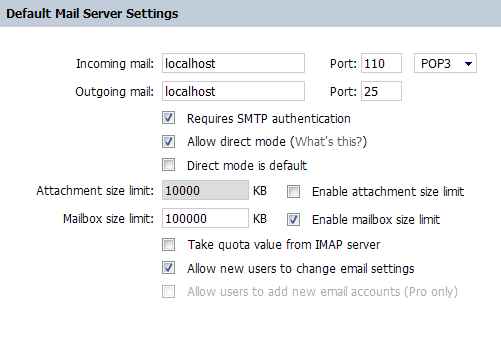 Default Mail Server Settings
Incoming mail: localhost Port: 110 POP3
Outgoing mail: localhost Port: 25
Requires SMTP authentication
Allow direct mode (What's this?)
Direct mode is default
Attachment size limit: 10000 KB Enable attachment size limit
Mailbox size limit: 100000 KB Enable mailbox size limit
Take quota value from IMAP server
Allow new users to change email settings
Allow users to add new email accounts (Pro only)